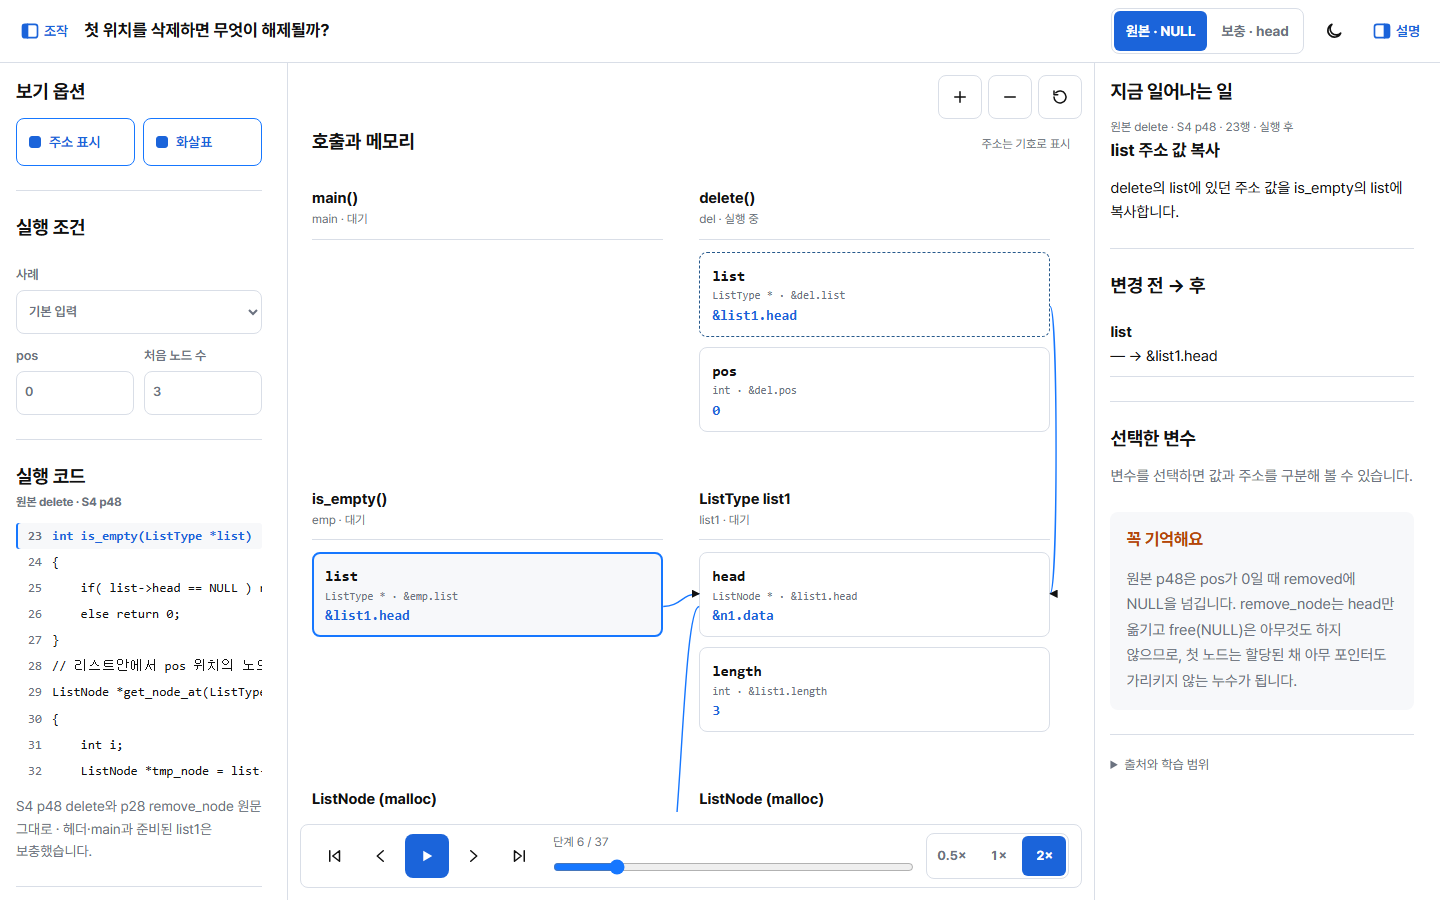 조작
첫 위치를 삭제하면 무엇이 해제될까?
원본 · NULL
보충 · head
설명
보기 옵션
주소 표시
화살표
실행 조건
사례
기본 입력
pos
처음 노드 수
0
3
실행 코드
원본 delete · S4 p48
23 int is_empty(ListType *list)
24 {
25 if( list->head == NULL )
26 else return 0;
27 }
28 // 리스트안에서 pos 위치의
29 ListNode *get_node_at(ListType
30 {
31 int i;
32 ListNode *tmp_node = list-
S4 p48 delete와 p28 remove_node 원문
그대로 · 헤더·main과 준비된 list1은
보충했습니다.
호출과 메모리
주소는 기호로 표시
main()
main · 대기
delete()
del · 실행 중
list
ListType * · &del.list
&list1.head
pos
int · &del.pos
0
is_empty()
emp · 대기
list
ListType * · &emp.list
&list1.head
ListType list1
list1 · 대기
head
ListNode * · &list1.head
&n1.data
length
int · &list1.length
3
ListNode (malloc)
ListNode (malloc)
단계 6 / 37
0.5×
1×
2×
지금 일어나는 일
원본 delete · S4 p48 · 23행 · 실행 후
list 주소 값 복사
delete의 list에 있던 주소 값을 is_empty의 list에
복사합니다.
변경 전 → 후
list
— → &list1.head
선택한 변수
변수를 선택하면 값과 주소를 구분해 볼 수 있습니다.
꼭 기억해요
원본 p48은 pos가 0일 때 removed에
NULL을 넘깁니다. remove_node는 head만
옮기고 free(NULL)은 아무것도 하지
않으므로, 첫 노드는 할당된 채 아무 포인터도
가리키지 않는 누수가 됩니다.
출처와 학습 범위